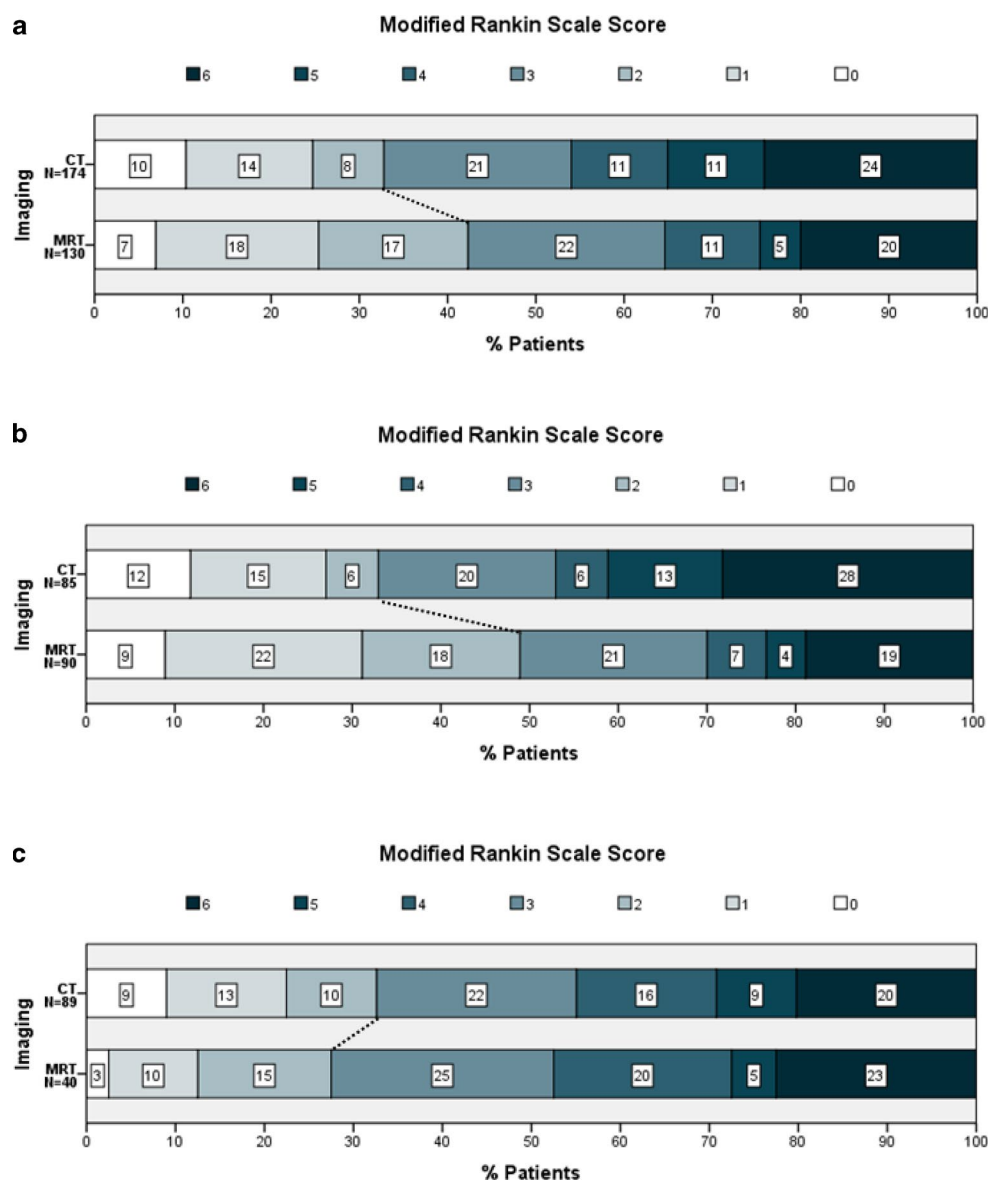 a
Modified Rankin Scale Score
6 5 4 3 2 1 0
Imaging
CT
N=174
10 14 8 21 11 11 24
MRT
N=130
7 18 17 22 11 5 20
0 10 20 30 40 50 60 70 80 90 100
% Patients
b
Modified Rankin Scale Score
6 5 4 3 2 1 0
Imaging
CT
N=85
12 15 6 20 6 13 28
MRT
N=90
9 22 18 21 7 4 19
0 10 20 30 40 50 60 70 80 90 100
% Patients
c
Modified Rankin Scale Score
6 5 4 3 2 1 0
Imaging
CT
N=89
9 13 10 22 16 9 20
MRT
N=40
3 10 15 25 20 5 23
0 10 20 30 40 50 60 70 80 90 100
% Patients